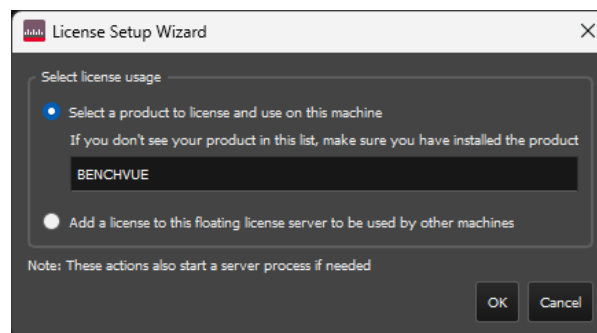 License Setup Wizard
Select license usage
Select a product to license and use on this machine
If you don't see your product in this list, make sure you have installed the product
BENCHVUE
Add a license to this floating license server to be used by other machines
Note: These actions also start a server process if needed
OK
Cancel